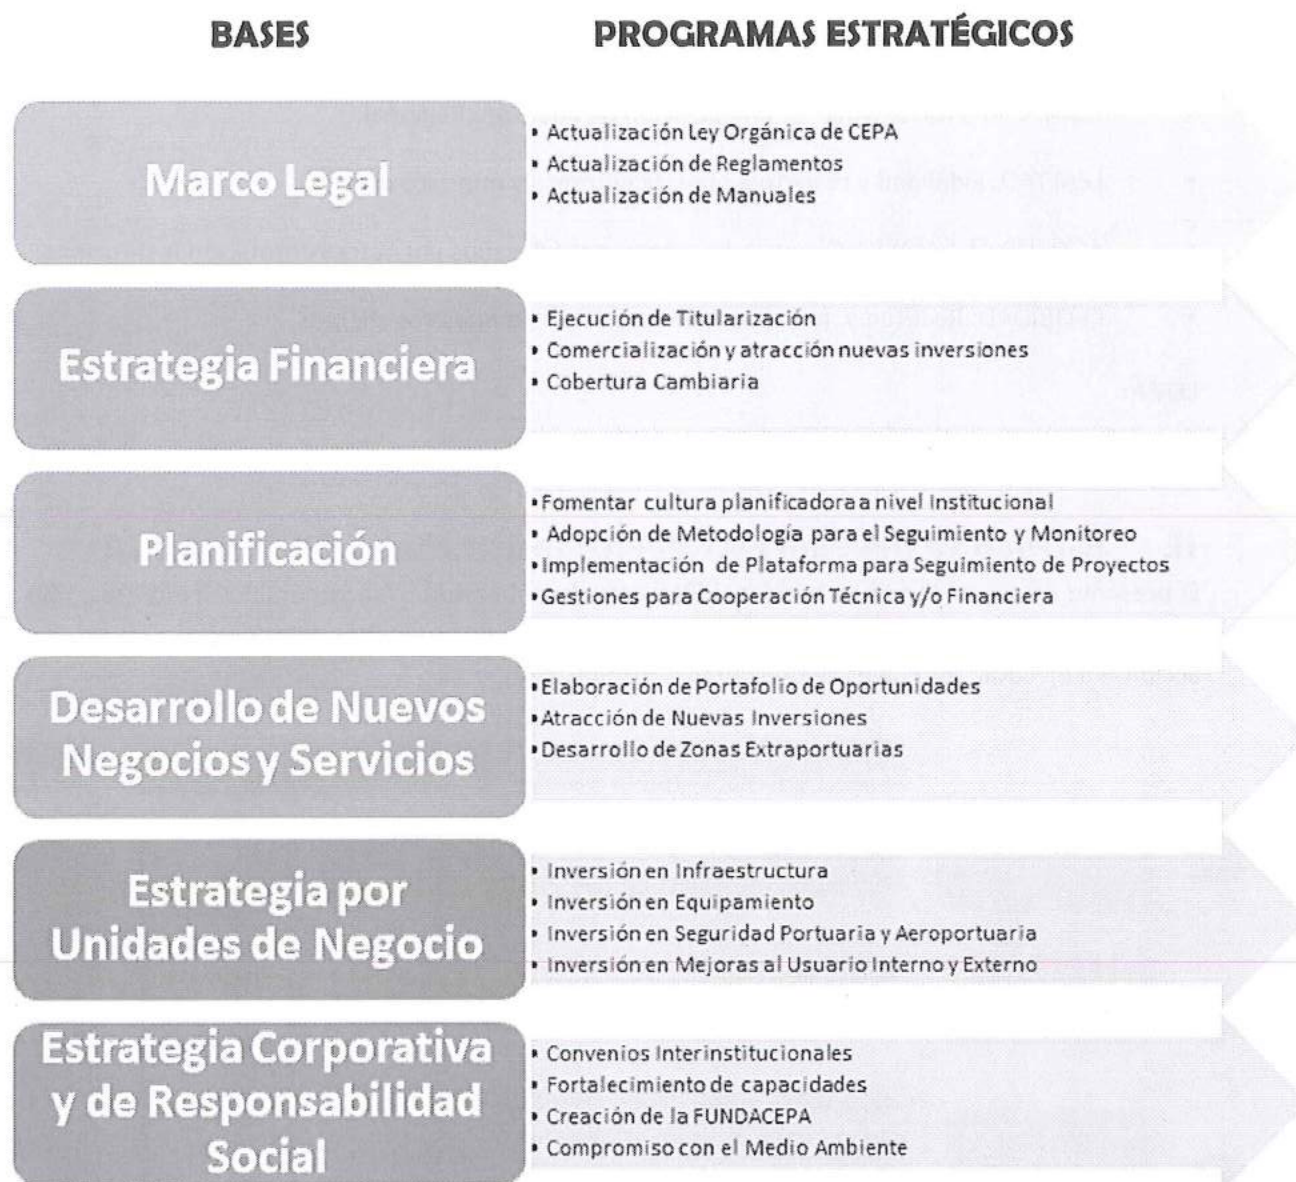 BASES
PROGRAMAS ESTRATÉGICOS
Marco Legal
• Actualización Ley Orgánica de CEPA
• Actualización de Reglamentos
• Actualización de Manuales
Estrategia Financiera
• Ejecución de Titularización
• Comercialización y atracción nuevas inversiones
• Cobertura Cambiaria
Planificación
• Fomentar cultura planificadora a nivel Institucional
• Adopción de Metodología para el Seguimiento y Monitoreo
• Implementación de Plataforma para Seguimiento de Proyectos
• Gestiones para Cooperación Técnica y/o Financiera
Desarrollo de Nuevos
Negocios y Servicios
• Elaboración de Portafolio de Oportunidades
• Atracción de Nuevas Inversiones
• Desarrollo de Zonas Extraportuarias
Estrategia por
Unidades de Negocio
• Inversión en Infraestructura
• Inversión en Equipamiento
• Inversión en Seguridad Portuaria y Aeroportuaria
• Inversión en Mejoras al Usuario Interno y Externo
Estrategia Corporativa
y de Responsabilidad
Social
• Convenios Interinstitucionales
• Fortalecimiento de capacidades
• Creación de la FUNDACEPA
• Compromiso con el Medio Ambiente